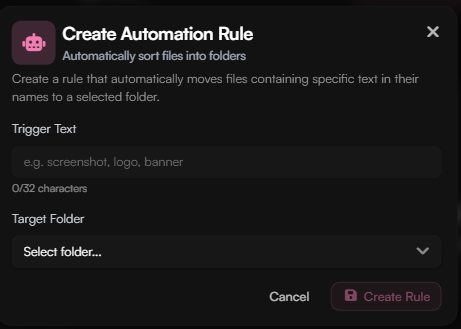 Create Automation Rule
Automatically sort files into folders
Create a rule that automatically moves files containing specific text in their
names to a selected folder.
Trigger Text
e.g. screenshot, logo, banner
0/32 characters
Target Folder
Select folder...
Cancel
Create Rule